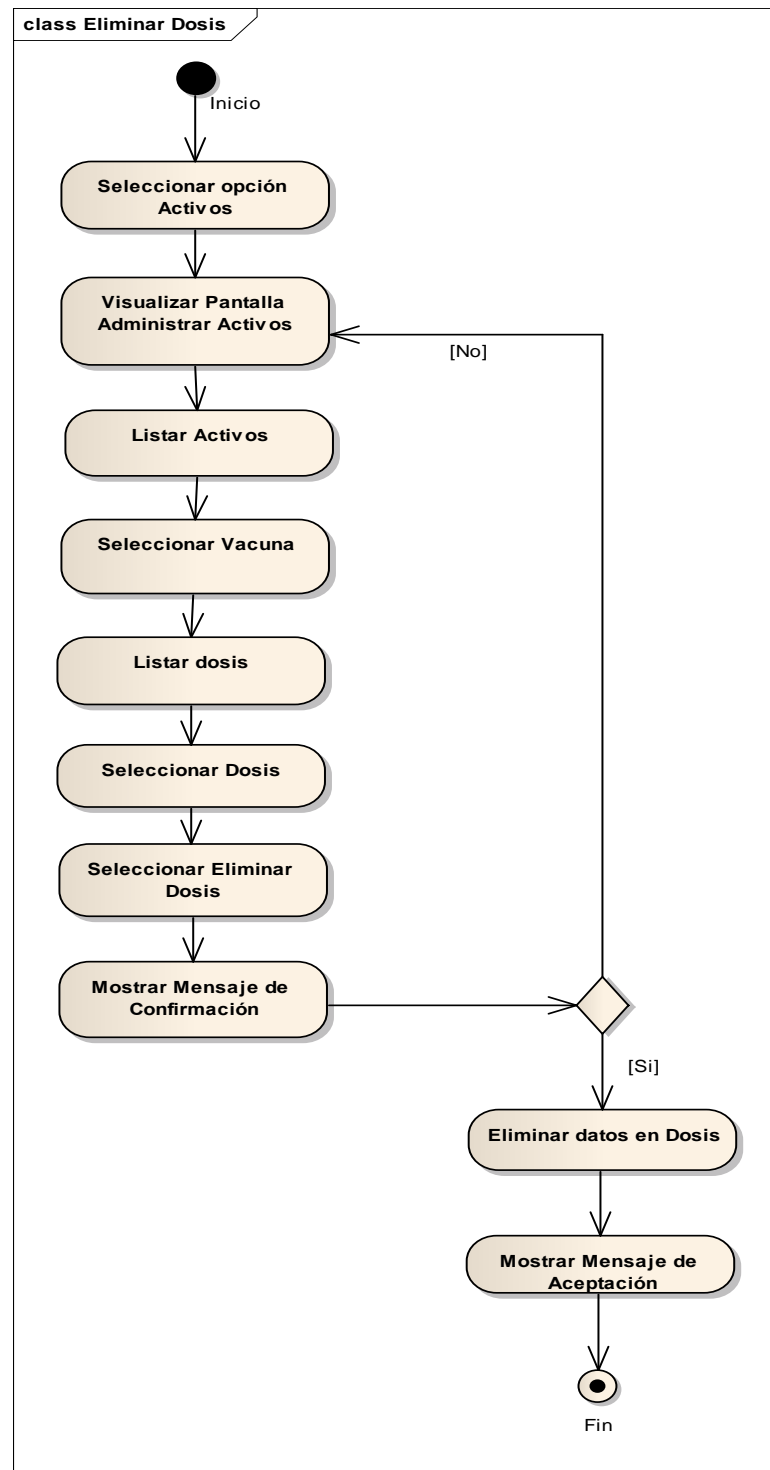 class Eliminar Dosis
Inicio
Seleccionar opción
Activos
Visualizar Pantalla
Administrar Activos
[No]
Listar Activos
Seleccionar Vacuna
Listar dosis
Seleccionar Dosis
Seleccionar Eliminar
Dosis
Mostrar Mensaje de
Confirmación
[Si]
Eliminar datos en Dosis
Mostrar Mensaje de
Aceptación
Fin